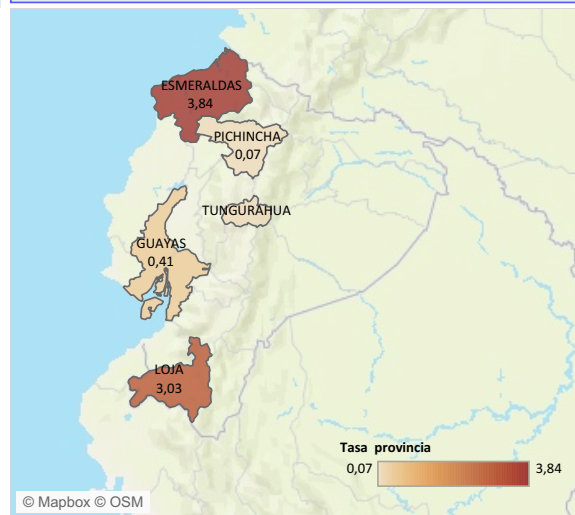 ESMERALDAS
3,84
PICHINCHA
0,07
TUNGURAHUA
GUAYAS
0,41
LOJA
3,03
Tasa provincia
0,07
3,84
© Mapbox © OSM